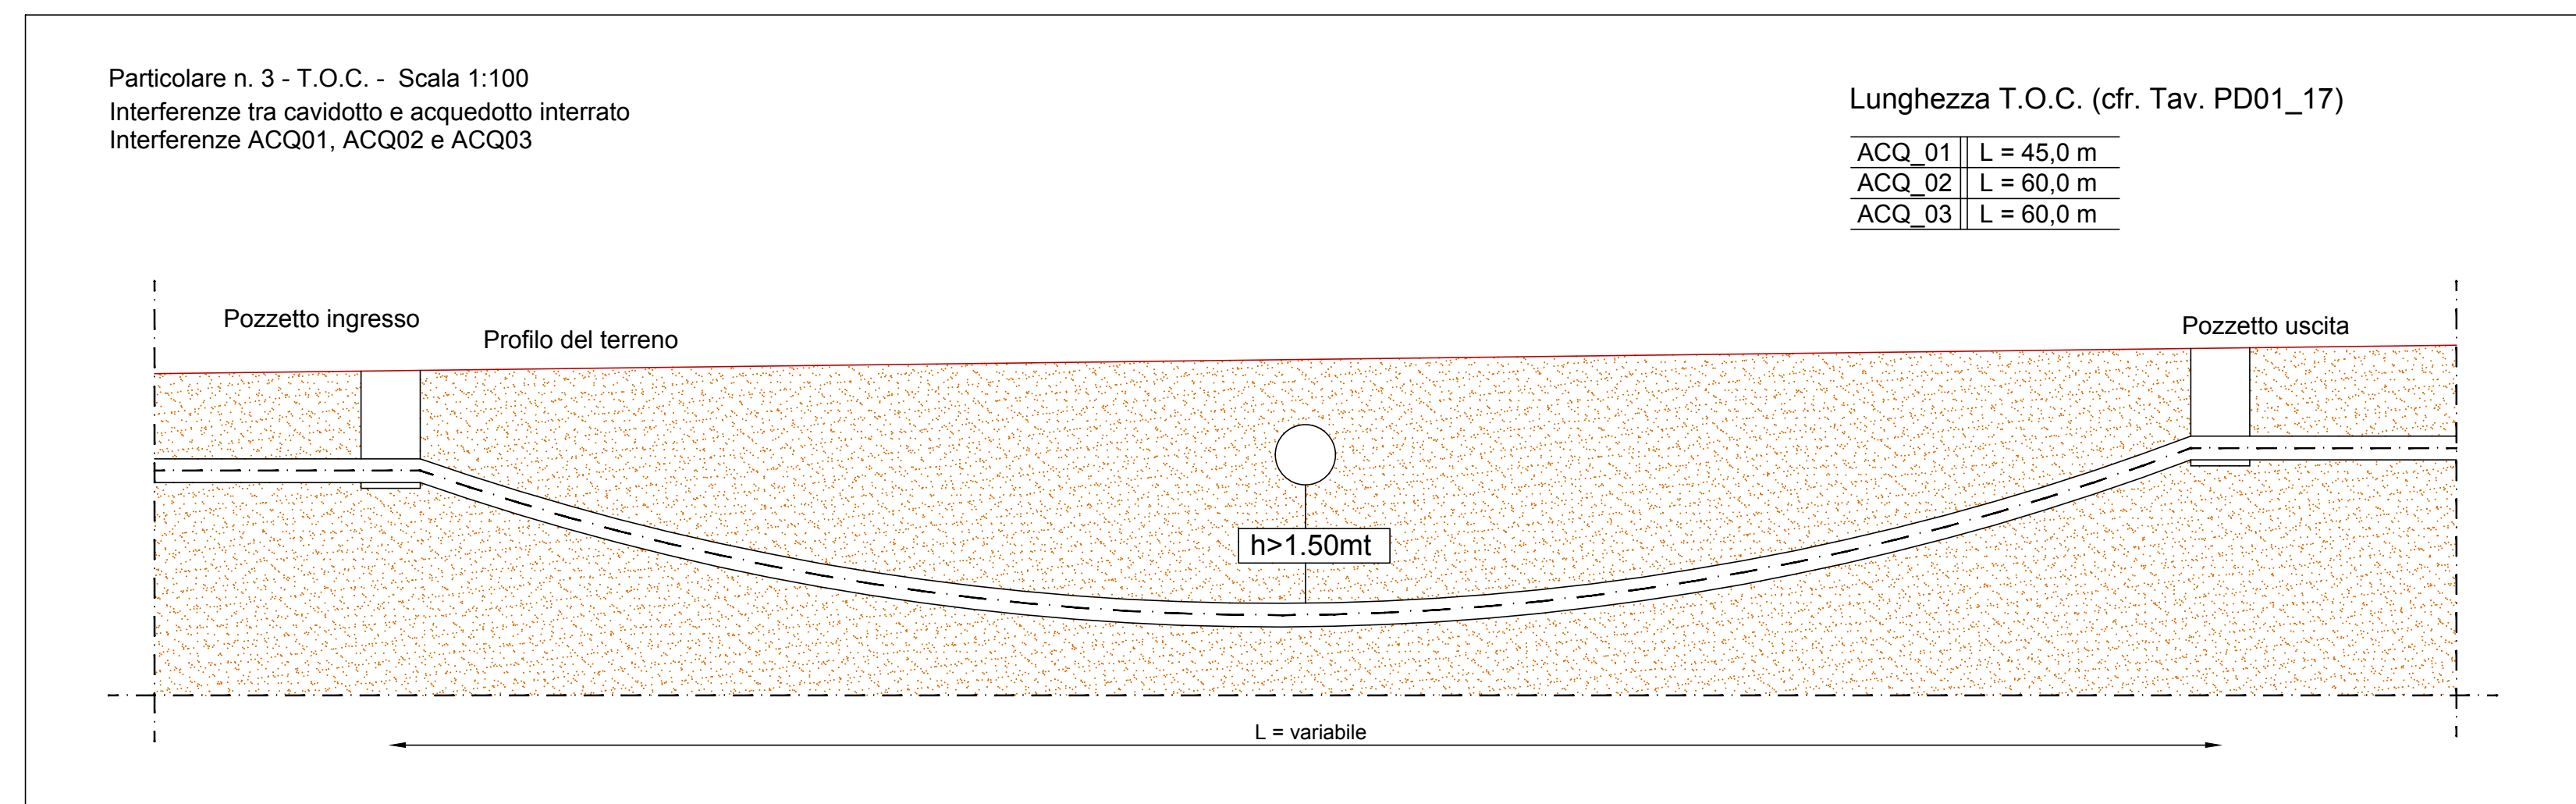 Particolare n. 3 - T.O.C. - Scala 1:100
Interferenze tra cavidotto e acquedotto interrato
Interferenze ACQ01, ACQ02 e ACQ03
Lunghezza T.O.C. (cfr. Tav. PD01_17)
ACQ_01 L = 45,0 m
ACQ_02 L = 60,0 m
ACQ_03 L = 60,0 m
Pozzetto ingresso
Profilo del terreno
Pozzetto uscita
h>1.50mt
L = variabile